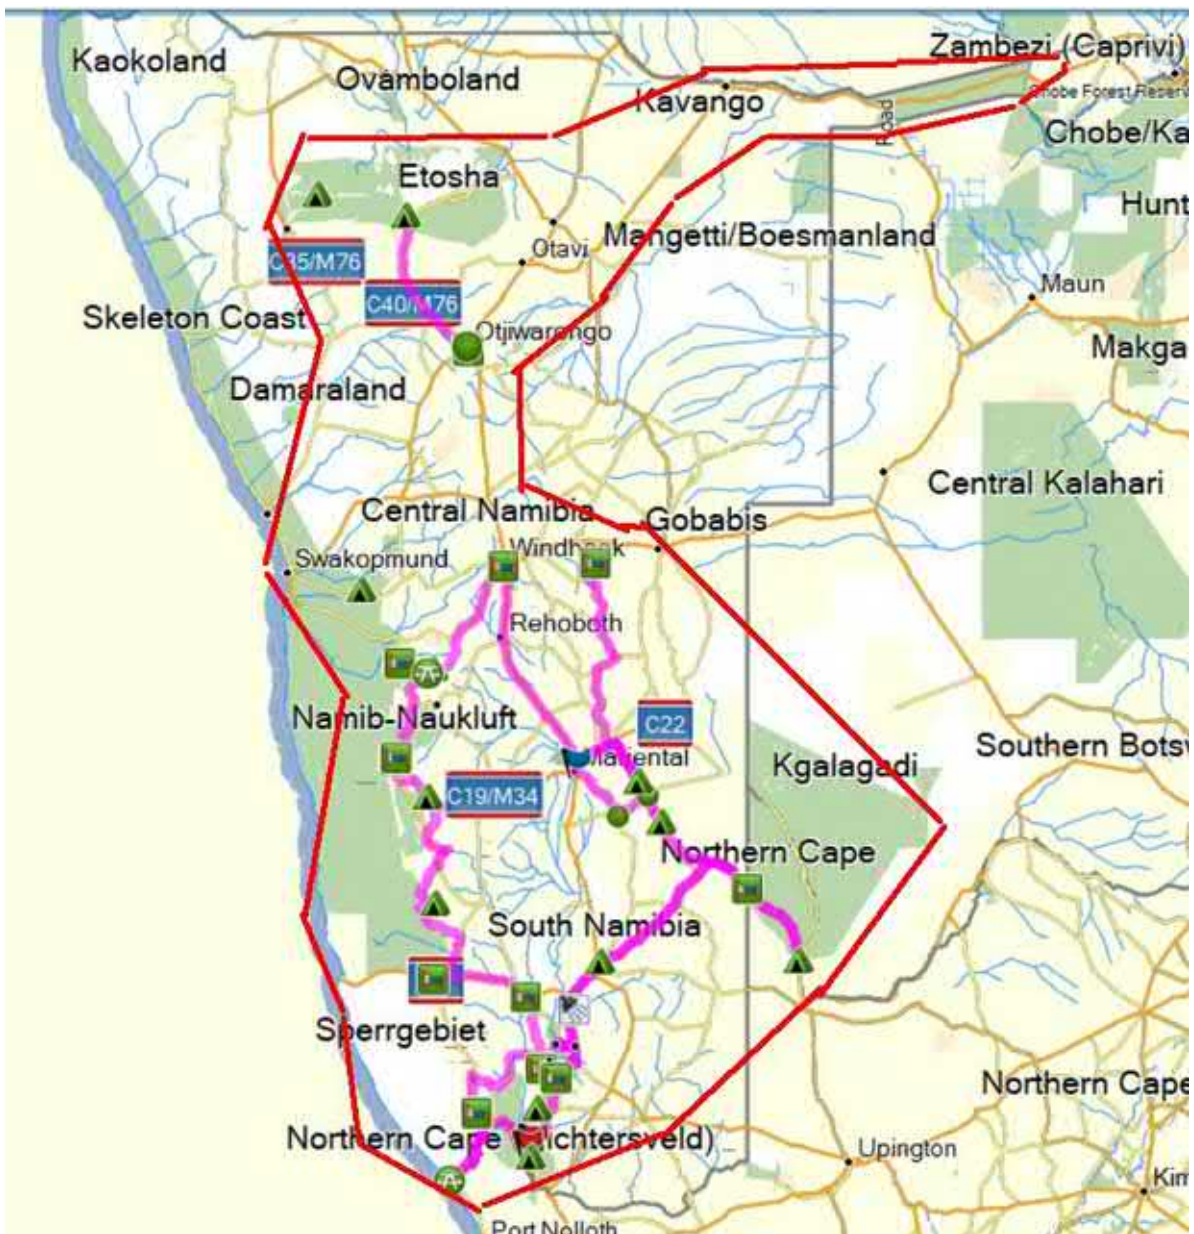 Kaokoland
Zambezi (Caprivi)
Ovamboland
Kavango
Chobe Forest Reserv
Road
Chobe/Ka
Etosha
Hunt
Mangetti/Boesmanland
Otavi
C35/M76
Maun
C40/M76
Skeleton Coast
Otjiwarongo
Makga
Damaraland
Central Kalahari
Central Namibia
Gobabis
Windhoek
Swakopmund
Rehoboth
Namib-Naukluft
C22
Southern Botsw
Mariental
Kgalagadi
C19/M34
Northern Cape
South Namibia
Sperrgebiet
Northern Cape
Northern Cape (Richtersveld)
Upington
Kim
Port Nolloth